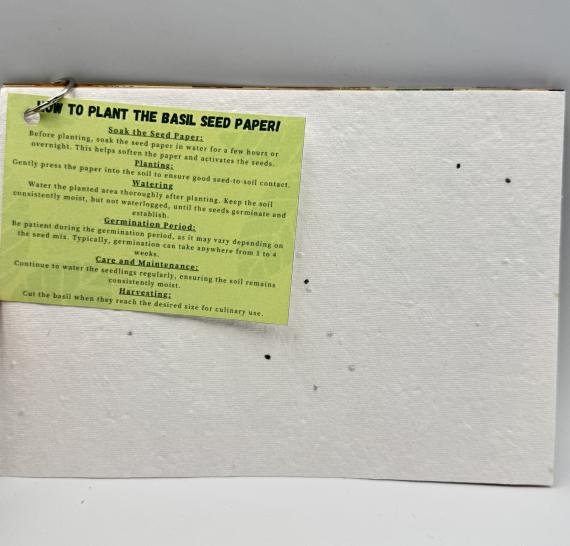 HOW TO PLANT THE BASIL SEED PAPER!
Soak the Seed Paper:
Before planting, soak the seed paper in water for a few hours or
overnight. This helps soften the paper and activates the seeds.
Planting:
Gently press the paper into the soil to ensure good seed-to-soil contact.
Watering
Water the planted area thoroughly after planting. Keep the soil
consistently moist, but not waterlogged, until the seeds germinate and
establish.
Germination Period:
Be patient during the germination period, as it may vary depending on
the seed mix. Typically, germination can take anywhere from 1 to 4
weeks.
Care and Maintenance:
Continue to water the seedlings regularly, ensuring the soil remains
consistently moist.
Harvesting:
Cut the basil when they reach the desired size for culinary use.